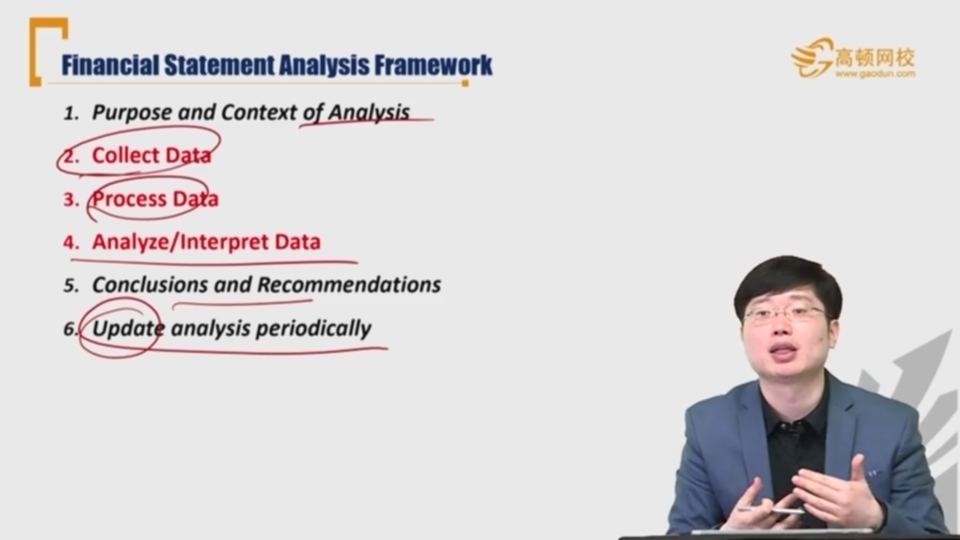 Financial Statement Analysis Framework
高顿网校
www.gaodun.com
1. Purpose and Context of Analysis
2. Collect Data
3. Process Data
4. Analyze/Interpret Data
5. Conclusions and Recommendations
6. Update analysis periodically